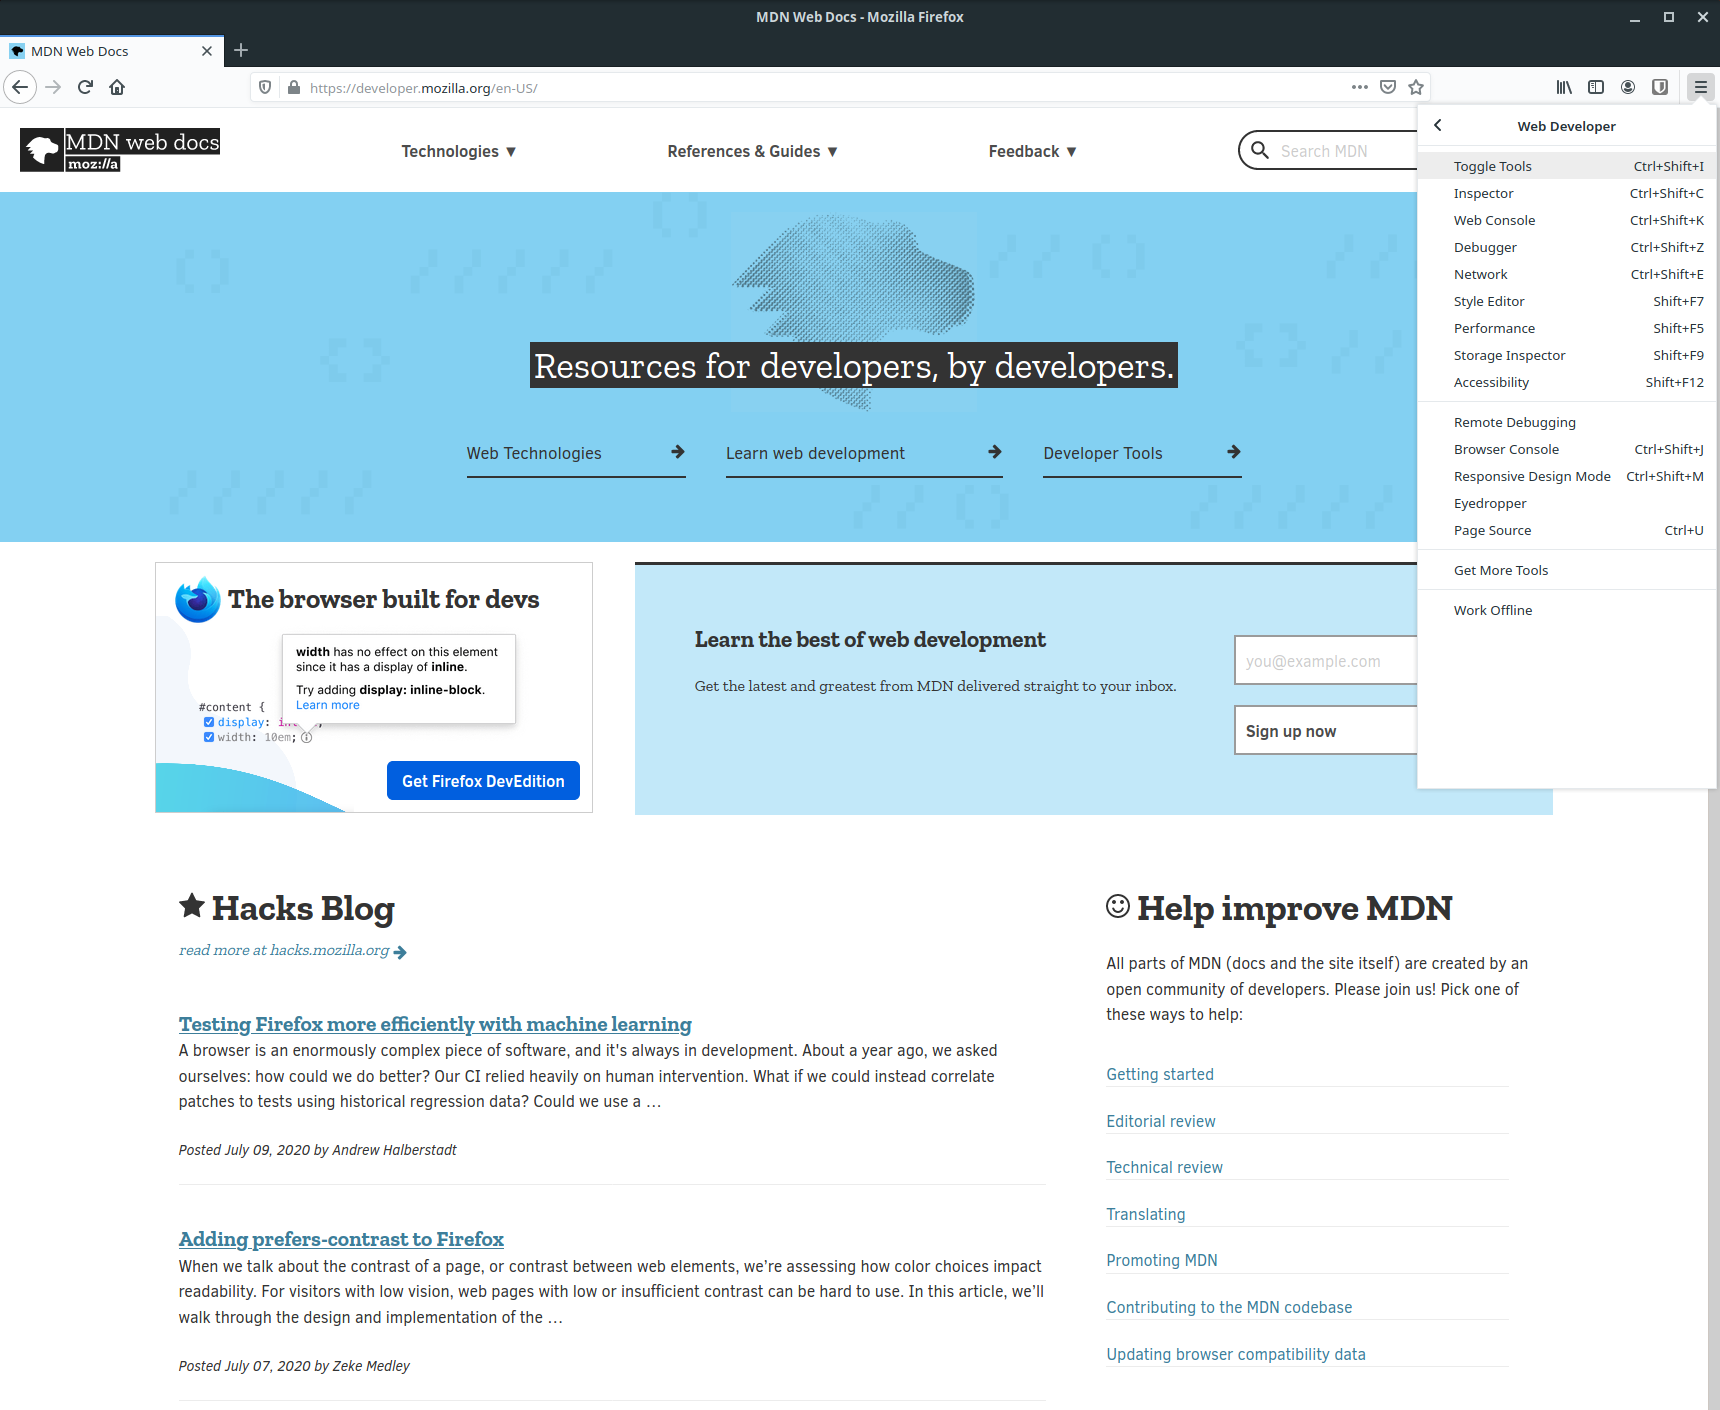 MDN Web Docs - Mozilla Firefox
MDN Web Docs
https://developer.mozilla.org/en-US/
MDN web docs
moz://a
Technologies ▼
References & Guides ▼
Feedback ▼
Search MDN
Resources for developers, by developers.
Web Technologies
Learn web development
Developer Tools
The browser built for devs
width has no effect on this element
since it has a display of inline.
Try adding display: inline-block.
Learn more
#content {
display:
width: 10em;
Get Firefox DevEdition
Learn the best of web development
Get the latest and greatest from MDN delivered straight to your inbox.
you@example.com
Sign up now
Web Developer
Toggle Tools Ctrl+Shift+I
Inspector Ctrl+Shift+C
Web Console Ctrl+Shift+K
Debugger Ctrl+Shift+Z
Network Ctrl+Shift+E
Style Editor Shift+F7
Performance Shift+F5
Storage Inspector Shift+F9
Accessibility Shift+F12
Remote Debugging
Browser Console Ctrl+Shift+J
Responsive Design Mode Ctrl+Shift+M
Eyedropper
Page Source Ctrl+U
Get More Tools
Work Offline
Hacks Blog
read more at hacks.mozilla.org
Testing Firefox more efficiently with machine learning
A browser is an enormously complex piece of software, and it's always in development. About a year ago, we asked
ourselves: how could we do better? Our CI relied heavily on human intervention. What if we could instead correlate
patches to tests using historical regression data? Could we use a …
Posted July 09, 2020 by Andrew Halberstadt
Adding prefers-contrast to Firefox
When we talk about the contrast of a page, or contrast between web elements, we’re assessing how color choices impact
readability. For visitors with low vision, web pages with low or insufficient contrast can be hard to use. In this article, we’ll
walk through the design and implementation of the …
Posted July 07, 2020 by Zeke Medley
Help improve MDN
All parts of MDN (docs and the site itself) are created by an
open community of developers. Please join us! Pick one of
these ways to help:
Getting started
Editorial review
Technical review
Translating
Promoting MDN
Contributing to the MDN codebase
Updating browser compatibility data